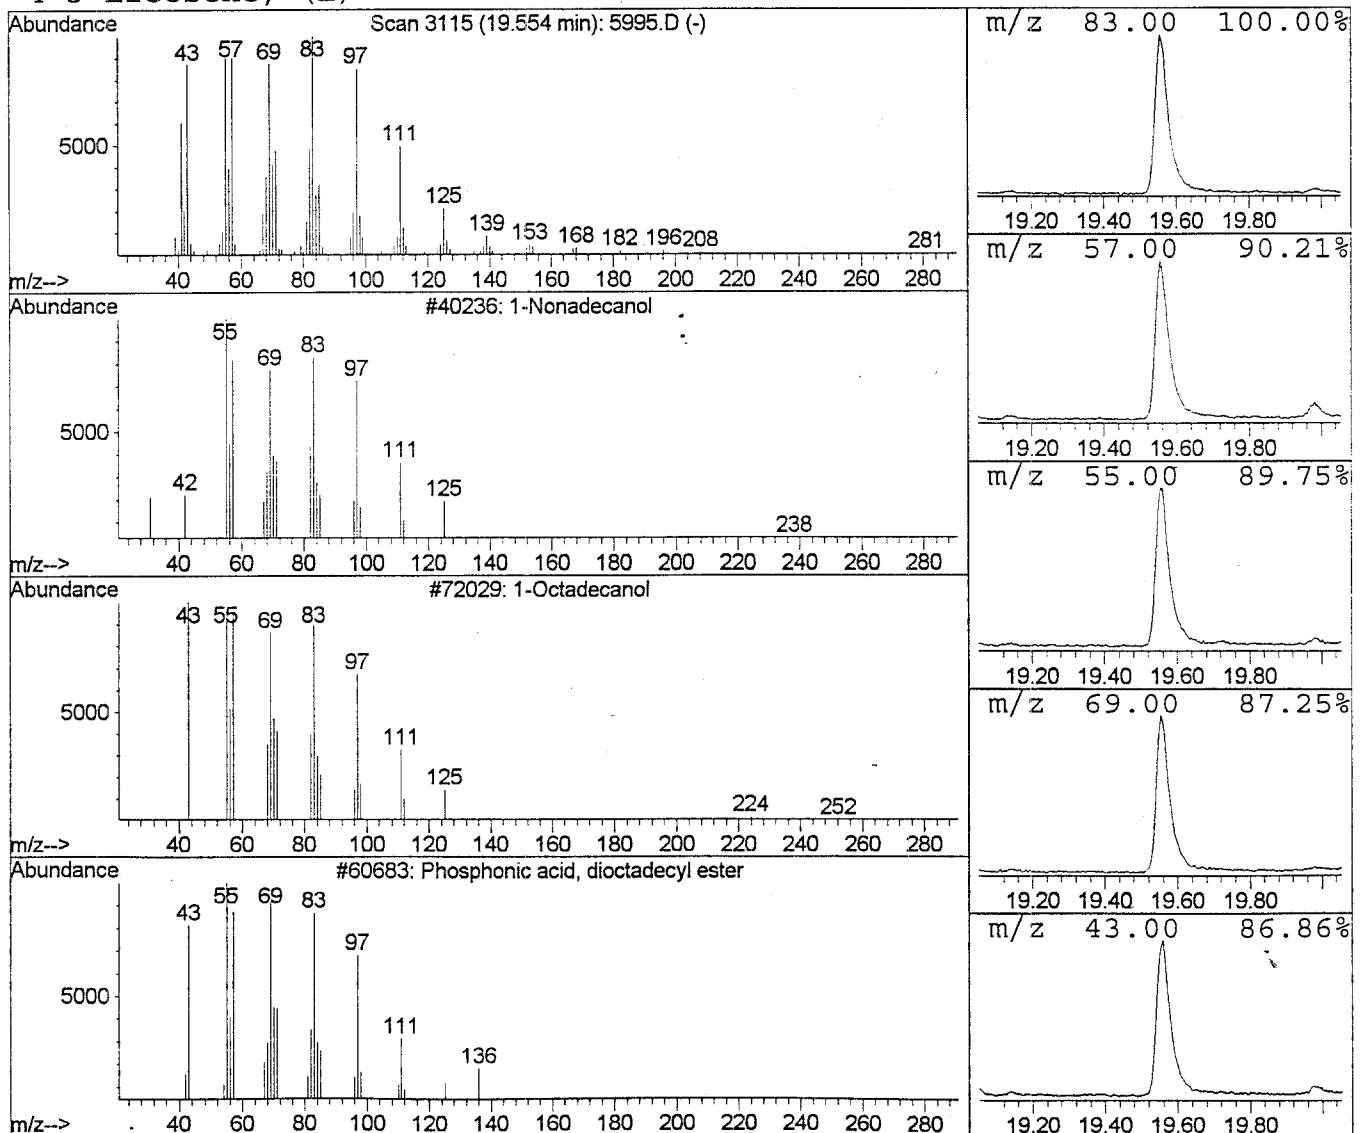 Abundance
Scan 3115 (19.554 min): 5995.D (-)
43 57 69 83 97 111 125 139 153 168 182 196 208 281
5000
m/z--> 40 60 80 100 120 140 160 180 200 220 240 260 280
Abundance
#40236: 1-Nonadecanol
55 69 83 97 111 42 125 238
5000
m/z--> 40 60 80 100 120 140 160 180 200 220 240 260 280
Abundance
#72029: 1-Octadecanol
43 55 69 83 97 111 125 224 252
5000
m/z--> 40 60 80 100 120 140 160 180 200 220 240 260 280
Abundance
#60683: Phosphonic acid, dioctadecyl ester
43 55 69 83 97 111 136
5000
m/z--> 40 60 80 100 120 140 160 180 200 220 240 260 280
m/z 83.00 100.00%
19.20 19.40 19.60 19.80
m/z 57.00 90.21%
19.20 19.40 19.60 19.80
m/z 55.00 89.75%
19.20 19.40 19.60 19.80
m/z 69.00 87.25%
19.20 19.40 19.60 19.80
m/z 43.00 86.86%
19.20 19.40 19.60 19.80